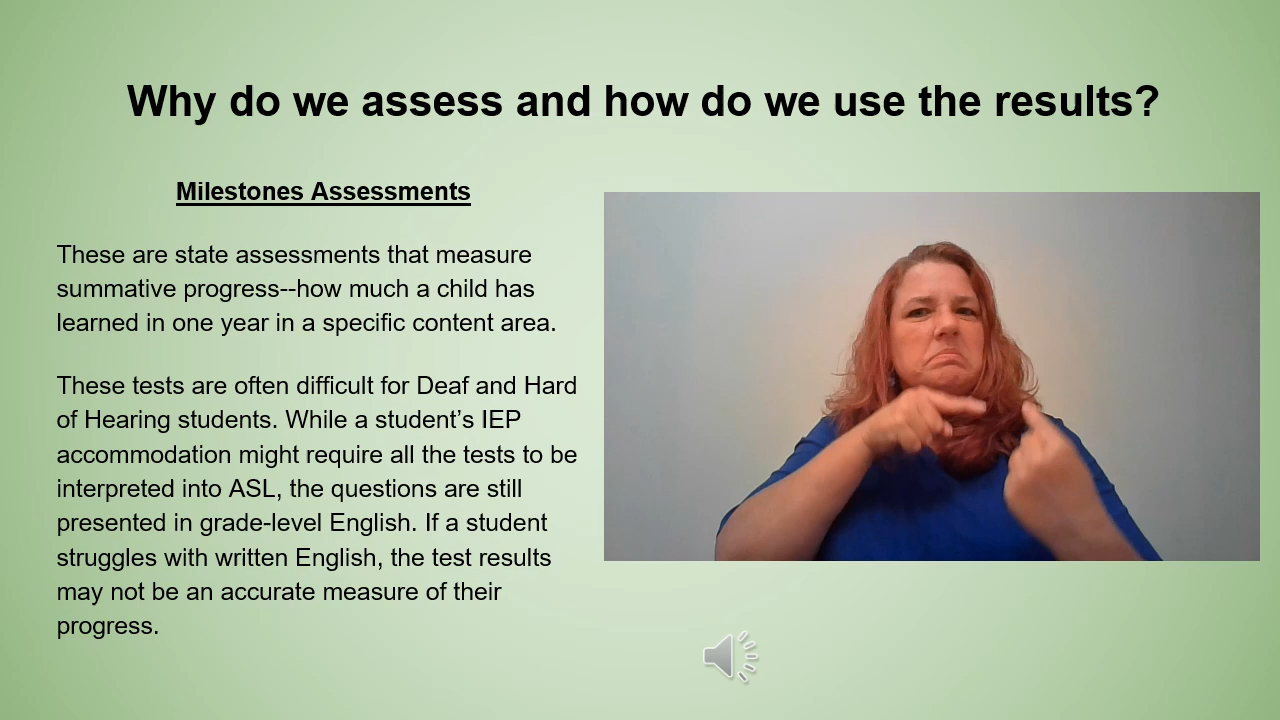 Why do we assess and how do we use the results?
Milestones Assessments
These are state assessments that measure
summative progress--how much a child has
learned in one year in a specific content area.
These tests are often difficult for Deaf and Hard
of Hearing students. While a student’s IEP
accommodation might require all the tests to be
interpreted into ASL, the questions are still
presented in grade-level English. If a student
struggles with written English, the test results
may not be an accurate measure of their
progress.